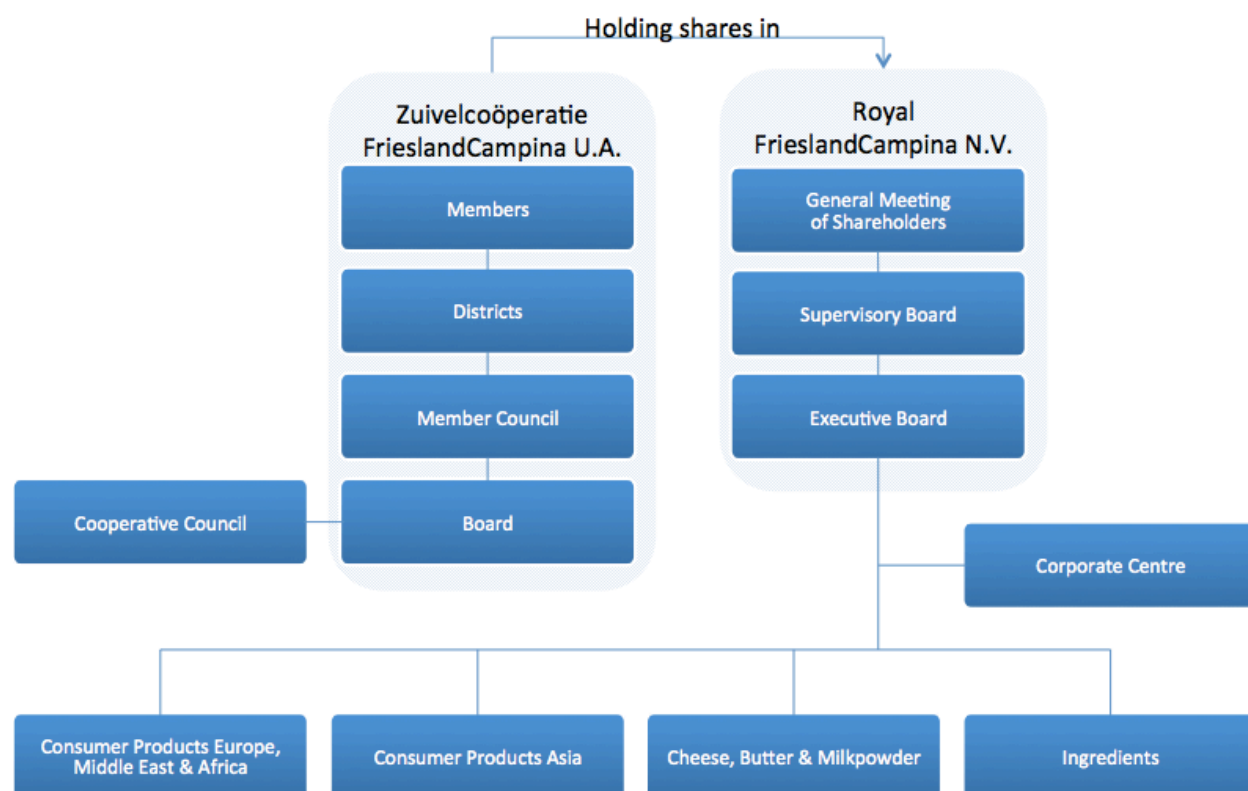 Holding shares in
Zuivelcoöperatie
FrieslandCampina U.A.
Members
Districts
Member Council
Board
Cooperative Council
Royal
FrieslandCampina N.V.
General Meeting
of Shareholders
Supervisory Board
Executive Board
Corporate Centre
Consumer Products Europe,
Middle East & Africa
Consumer Products Asia
Cheese, Butter & Milkpowder
Ingredients